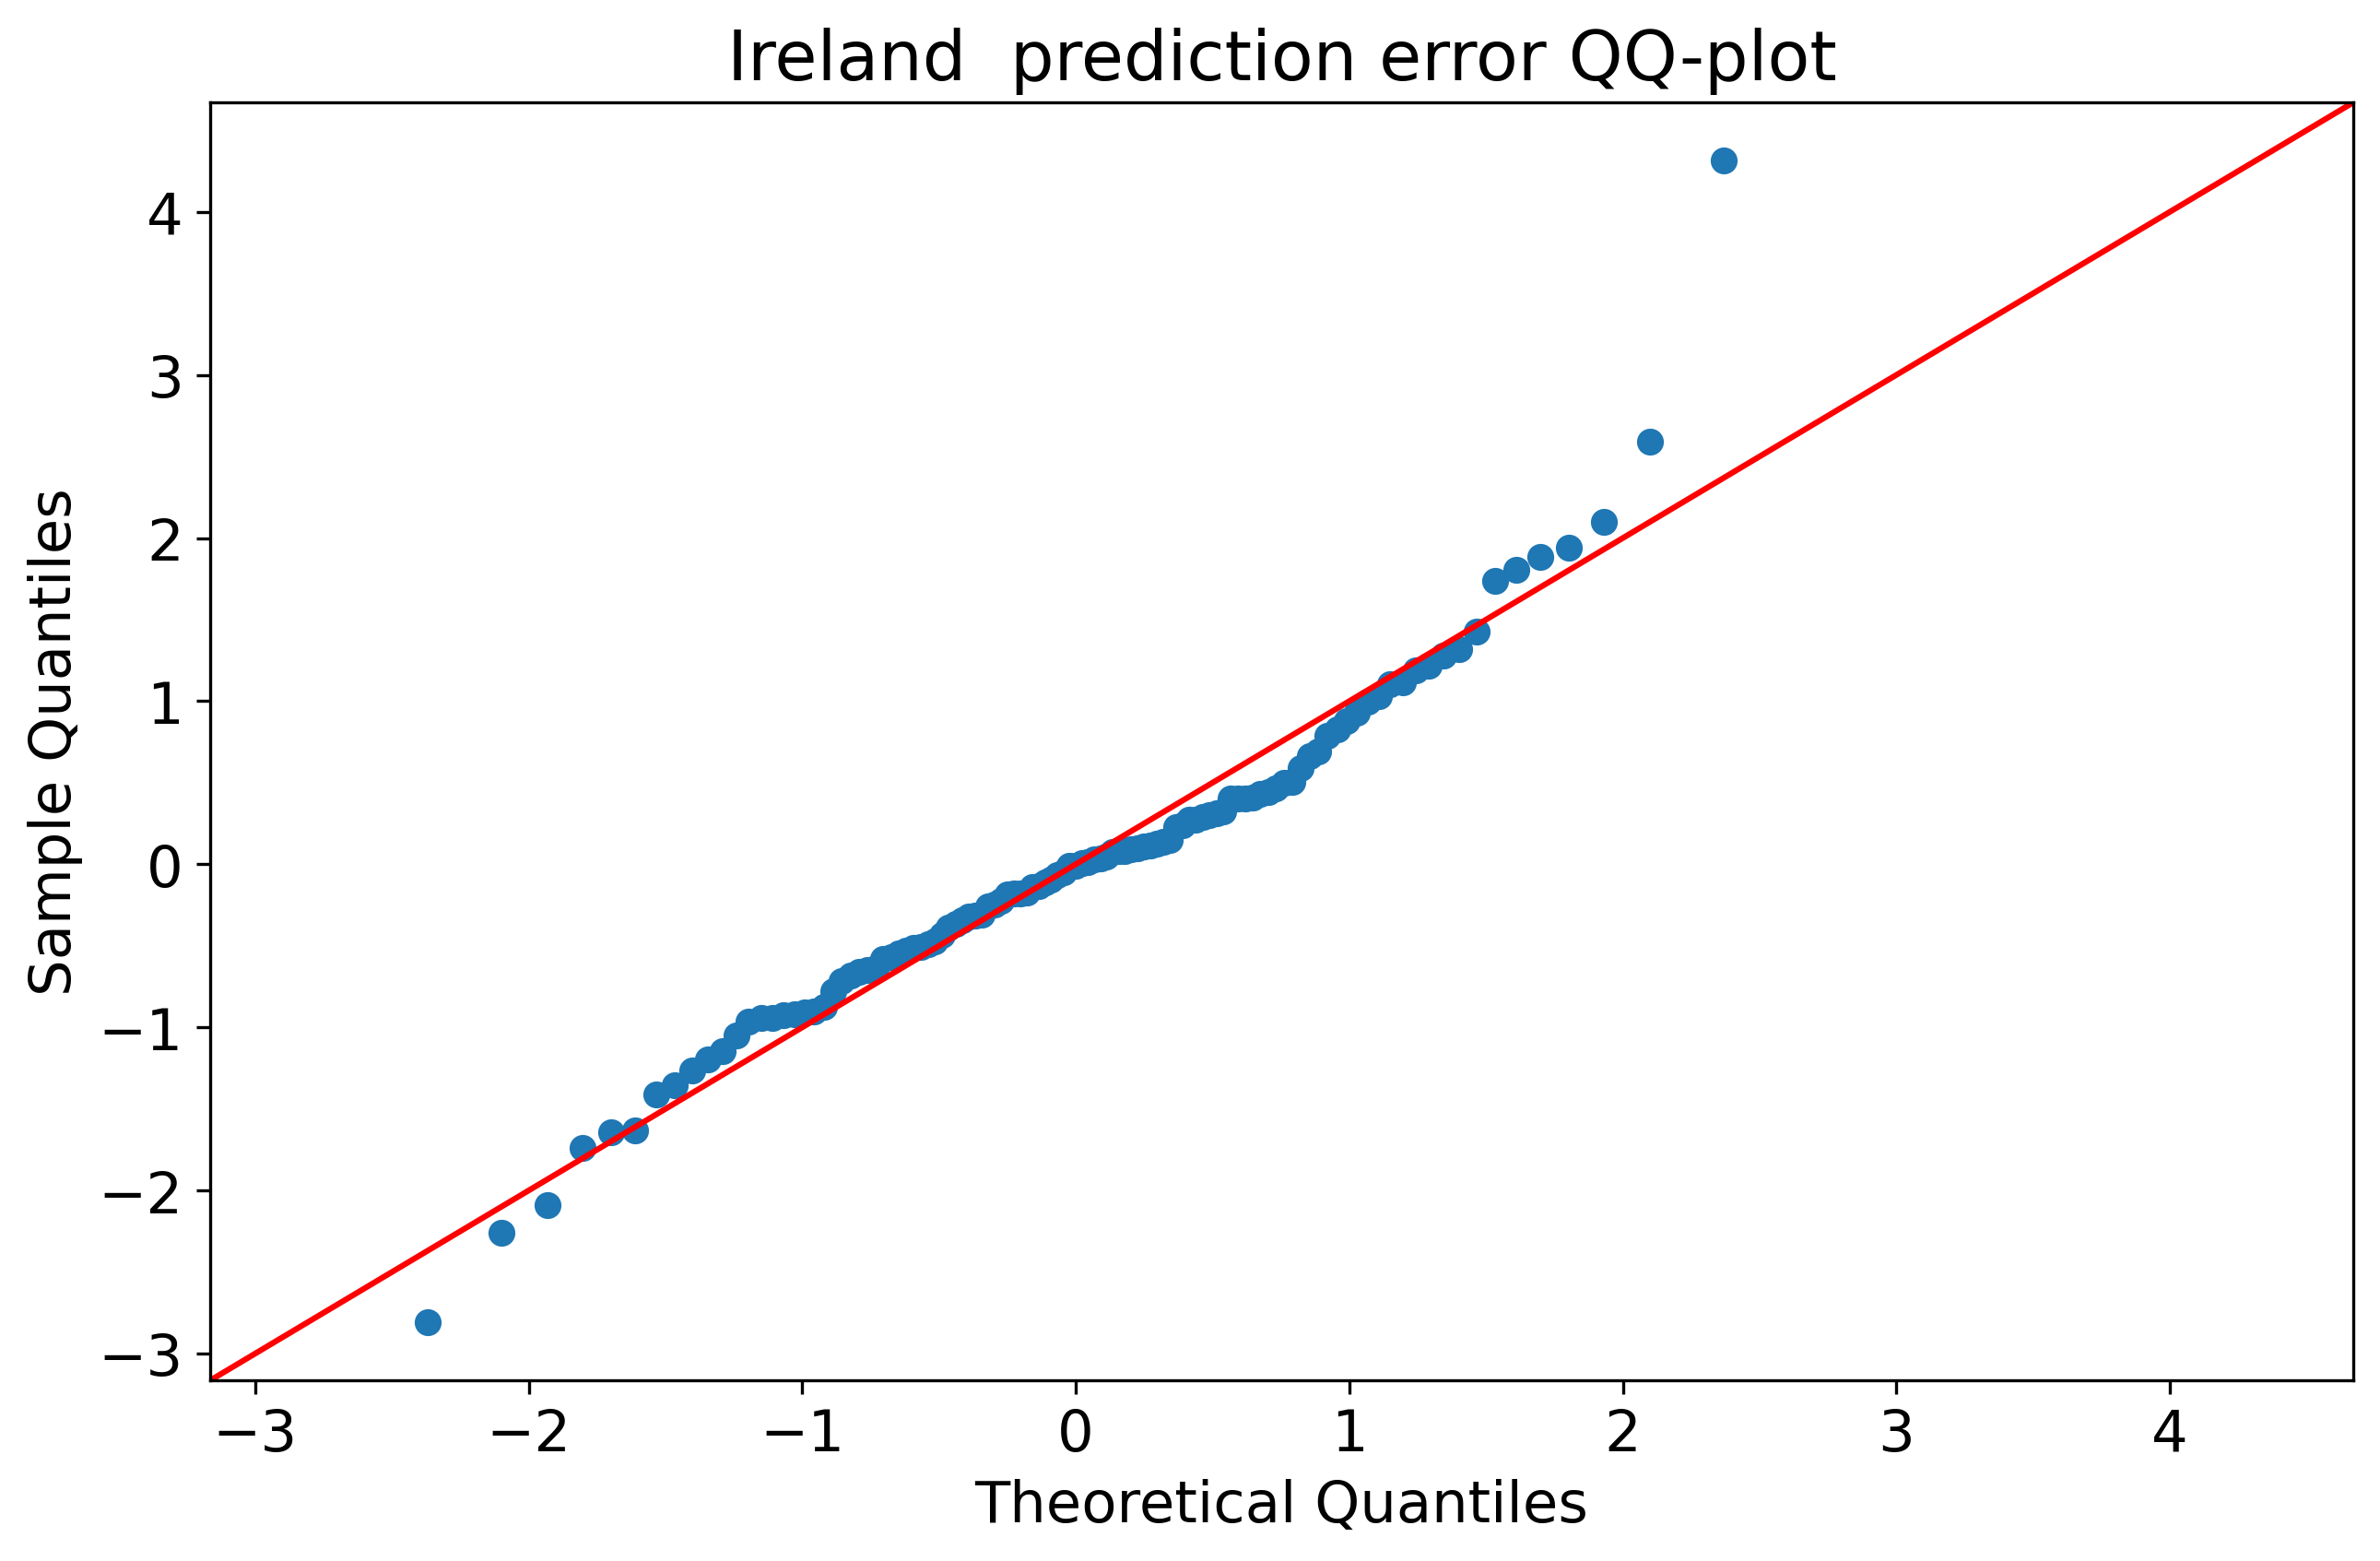 Ireland  prediction error QQ-plot
Sample Quantiles
4
3
2
1
0
−1
−2
−3
−3 −2 −1 0 1 2 3 4
Theoretical Quantiles